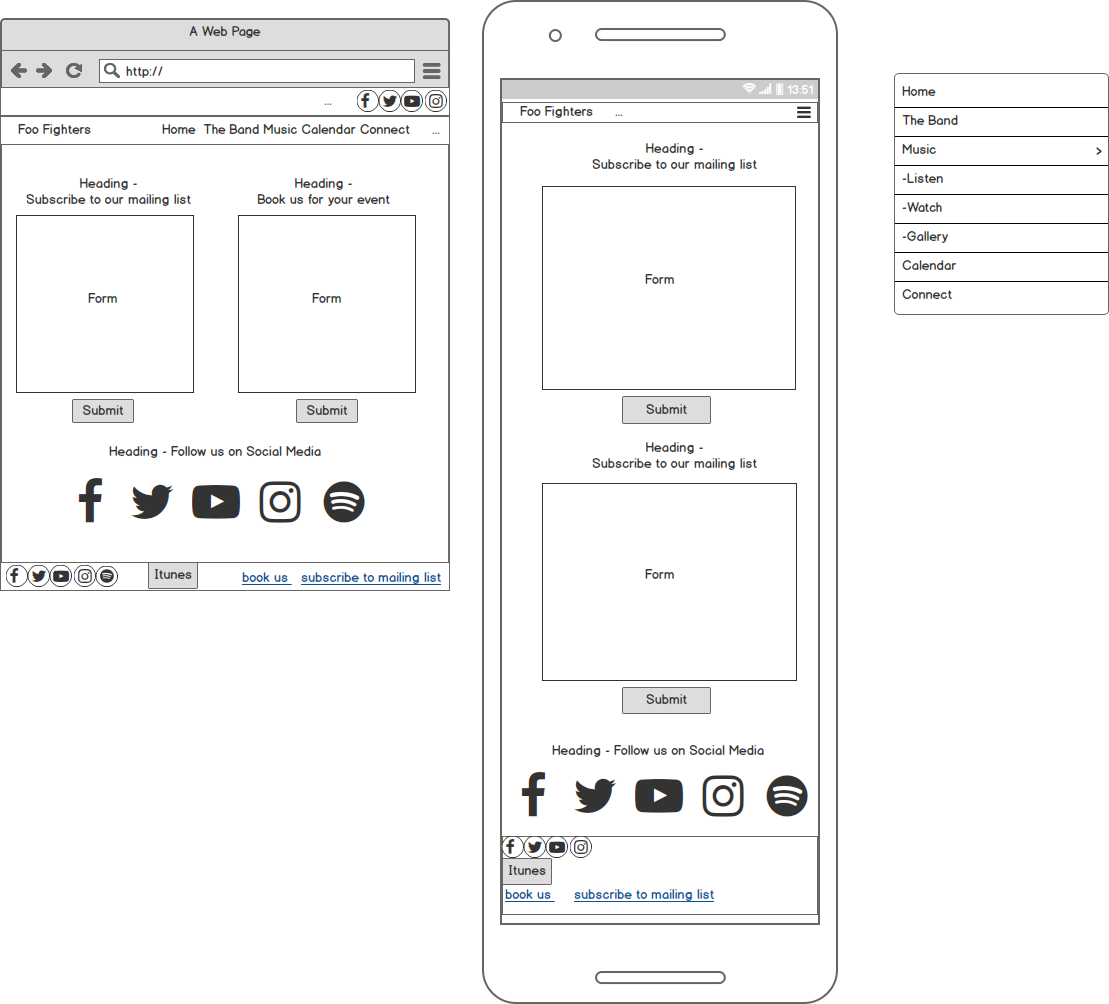 A Web Page
http://
...
Foo Fighters Home The Band Music Calendar Connect ...
Heading -
Subscribe to our mailing list
Heading -
Book us for your event
Form
Form
Submit
Submit
Heading - Follow us on Social Media
Itunes
book us subscribe to mailing list
13:51
Foo Fighters ...
Heading -
Subscribe to our mailing list
Form
Submit
Heading -
Subscribe to our mailing list
Form
Submit
Heading - Follow us on Social Media
Itunes
book us subscribe to mailing list
Home
The Band
Music >
-Listen
-Watch
-Gallery
Calendar
Connect